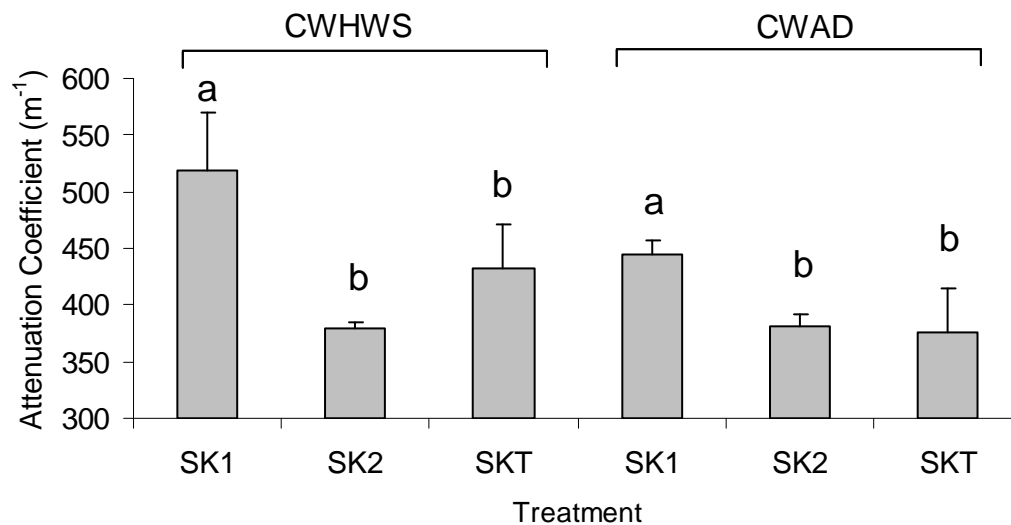 CWHWS CWAD
600
550
500
450
400
350
300
Attenuation Coefficient (m⁻¹)
a b b a b b
SK1 SK2 SKT SK1 SK2 SKT
Treatment